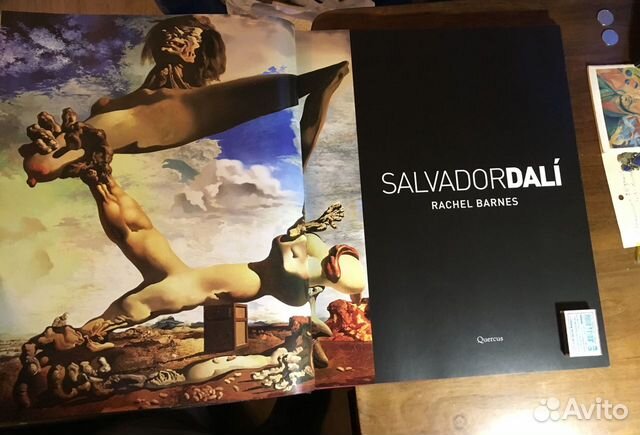 SALVADORDALÍ
RACHEL BARNES
Quercus
Avito